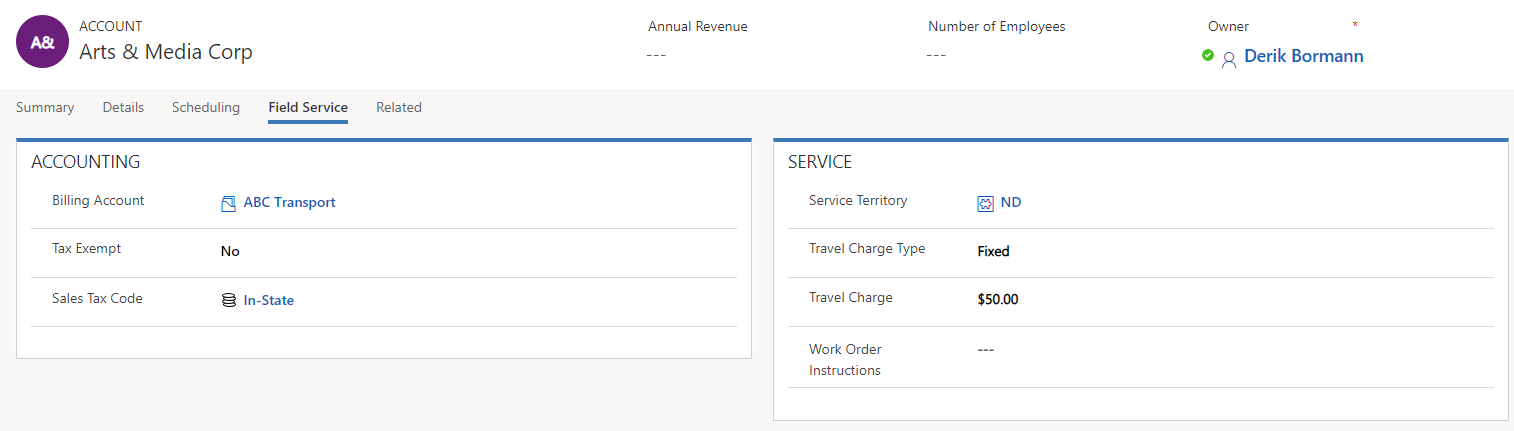 A&
ACCOUNT
Arts & Media Corp
Annual Revenue
---
Number of Employees
---
Owner *
Derik Bormann
Summary Details Scheduling Field Service Related
ACCOUNTING
Billing Account ABC Transport
Tax Exempt No
Sales Tax Code In-State
SERVICE
Service Territory ND
Travel Charge Type Fixed
Travel Charge $50.00
Work Order ---
Instructions